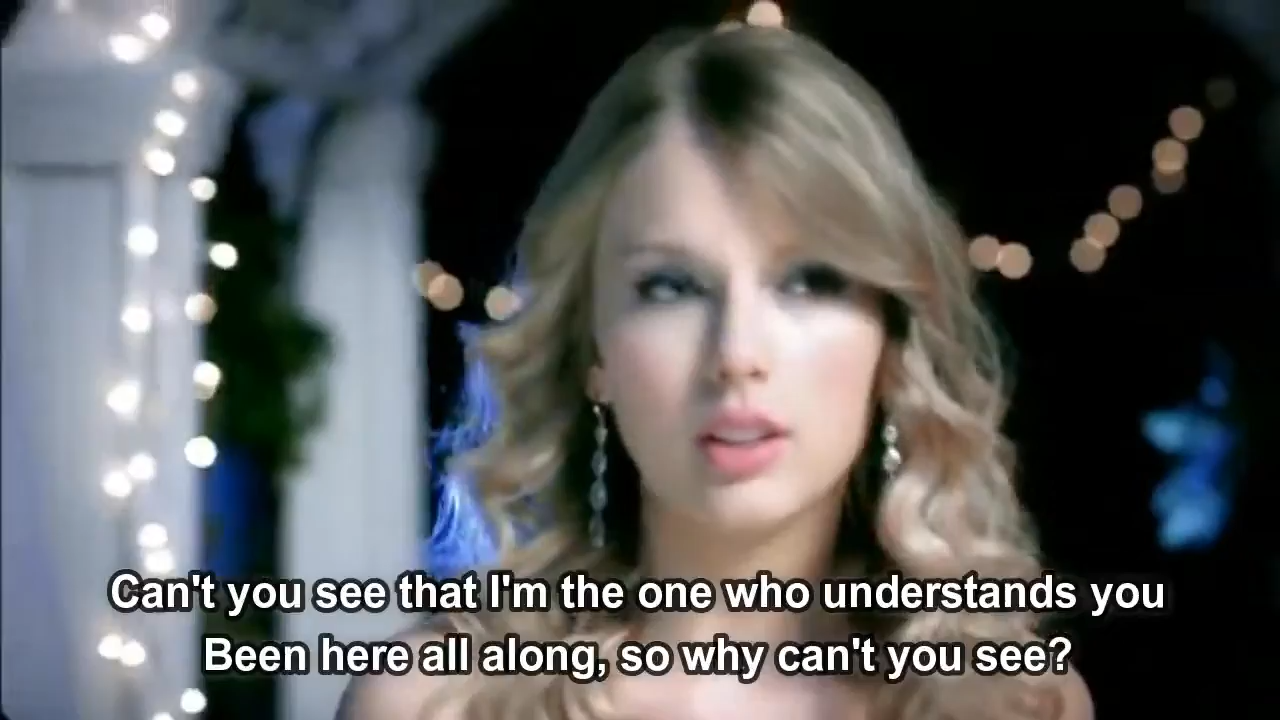 Can't you see that I'm the one who understands you
Been here all along, so why can't you see?